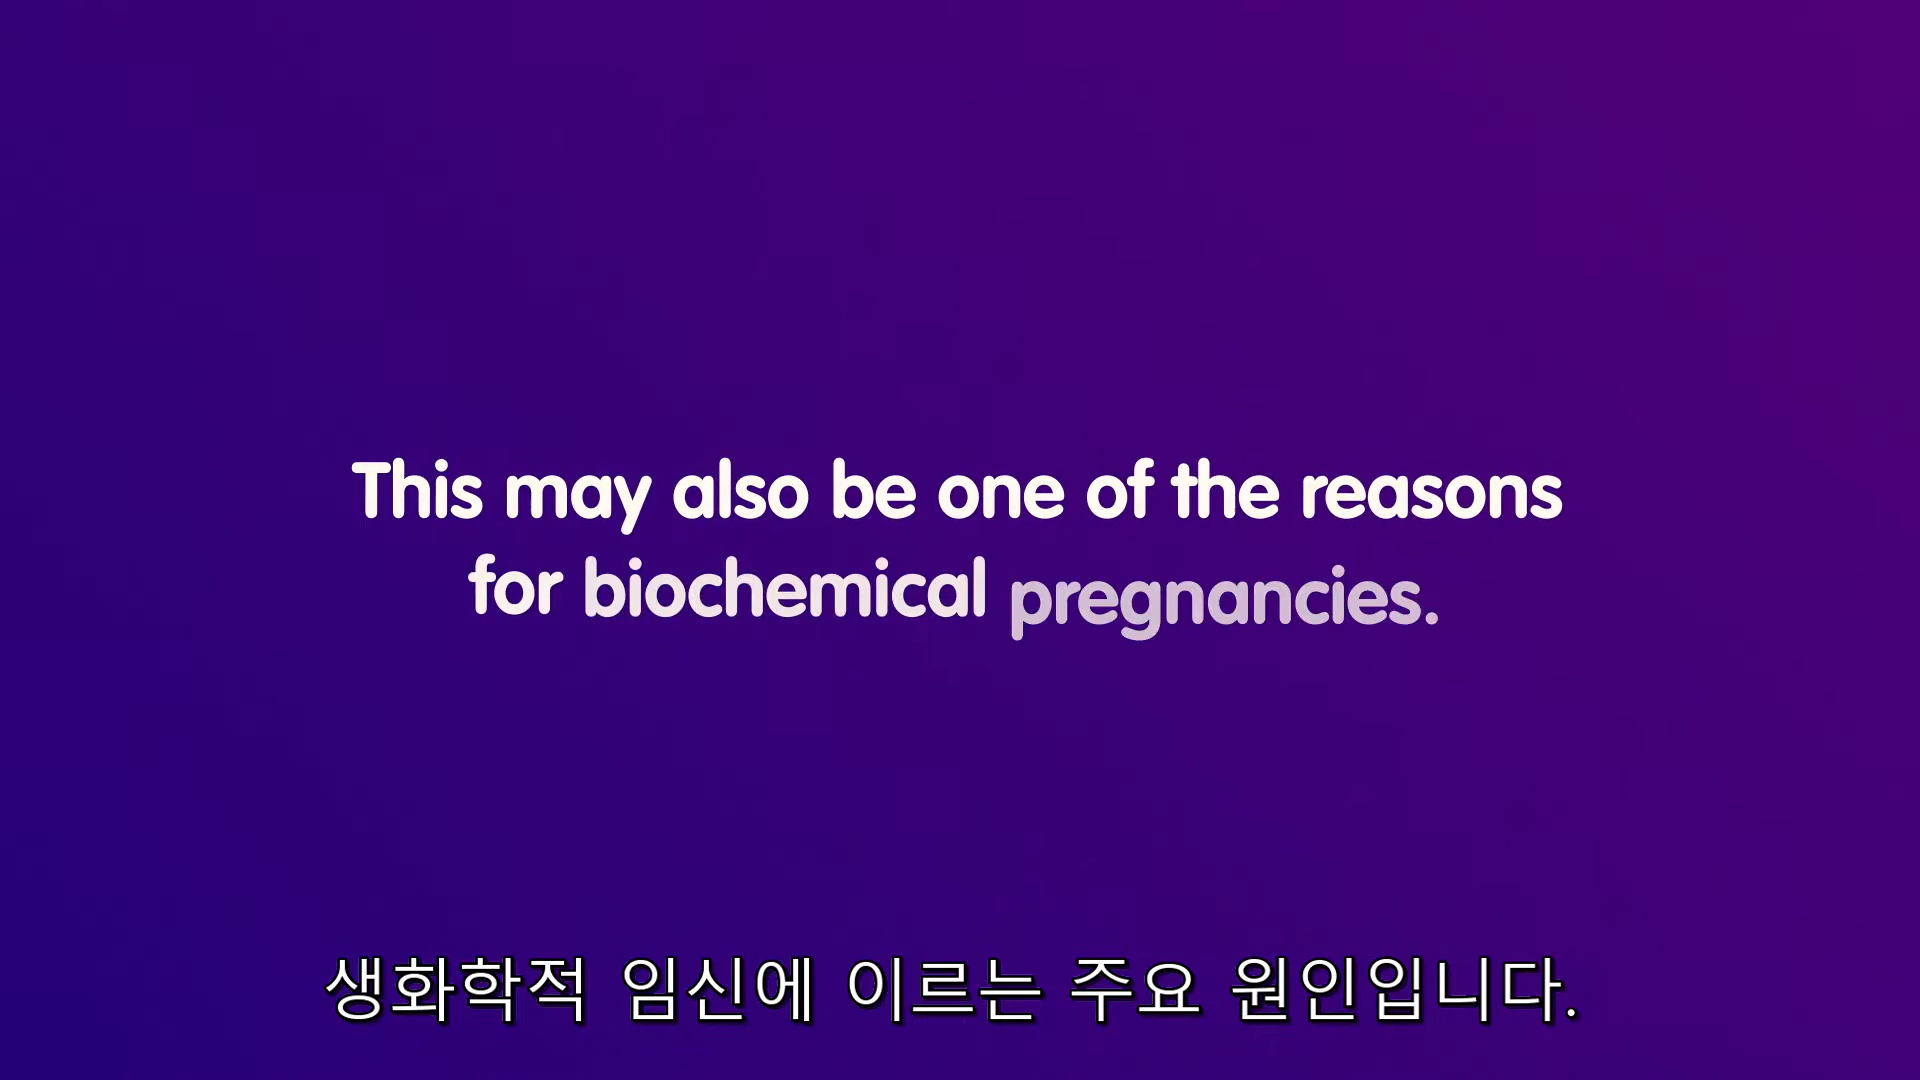 This may also be one of the reasons
for biochemical pregnancies.
생화학적 임신에 이르는 주요 원인입니다.